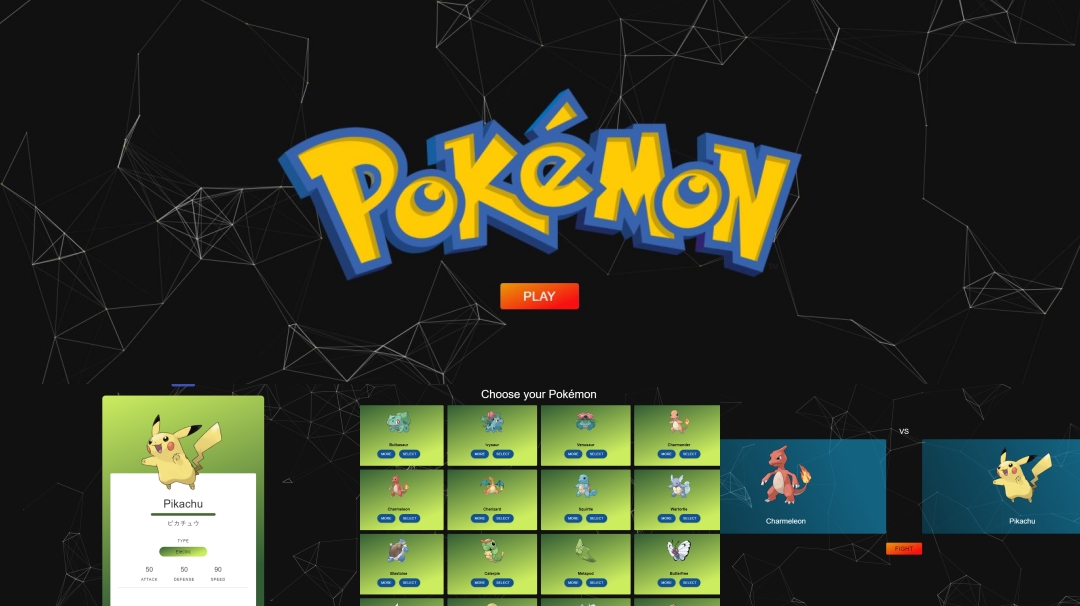 POKéMON
PLAY
Pikachu
ピカチュウ
TYPE
Electric
50 50 90
ATTACK DEFENSE SPEED
Choose your Pokémon
Bulbasaur Ivysaur Venusaur Charmander
MORE SELECT MORE SELECT MORE SELECT MORE SELECT
Charmeleon Charizard Squirtle Wartortle
MORE SELECT MORE SELECT MORE SELECT MORE SELECT
Blastoise Caterpie Metapod Butterfree
MORE SELECT MORE SELECT MORE SELECT MORE SELECT
VS
Charmeleon
Pikachu
FIGHT